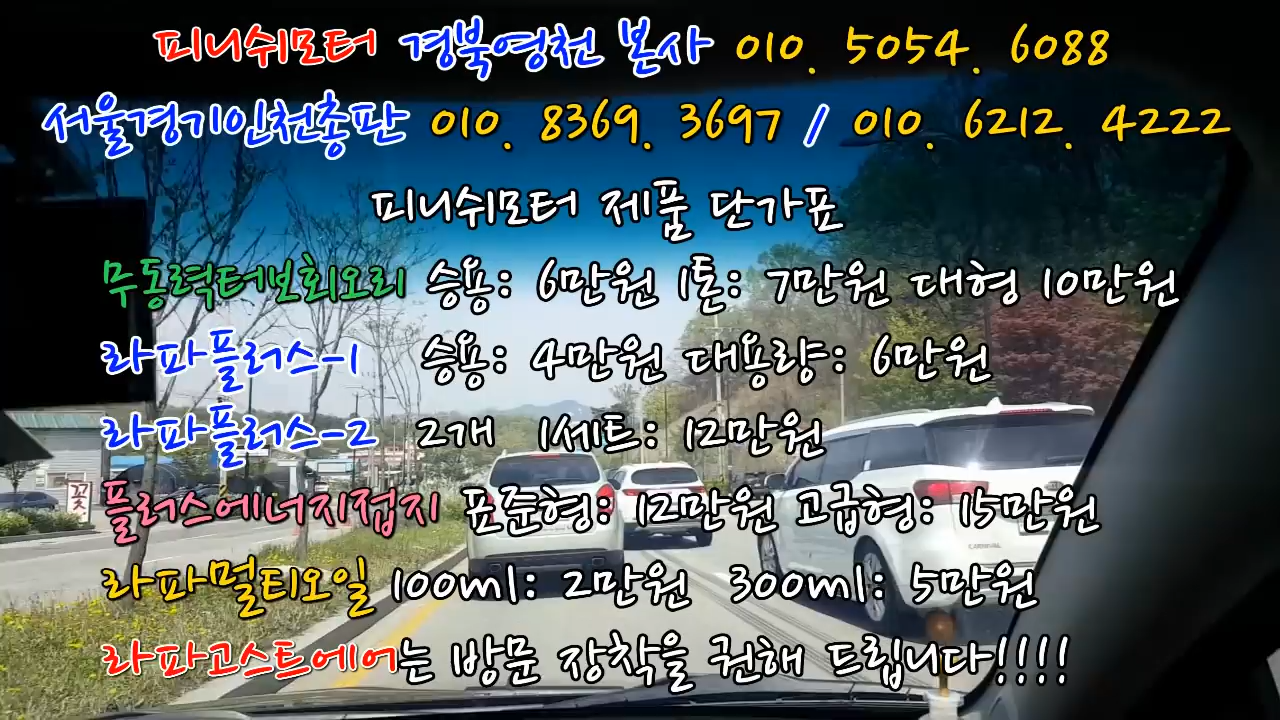 피니쉬모터 경북영천 본사 010. 5054. 6088
서울경기인천총판 010. 8369. 3697 / 010. 6212. 4222
피니쉬모터 제품 단가표
무동력터보회오리 승용: 6만원 1톤: 7만원 대형 10만원
라파플러스-1 승용: 4만원 대용량: 6만원
라파플러스-2 2개 1세트: 12만원
플러스에너지접지 표준형: 12만원 고급형: 15만원
라파멀티오일 100ml: 2만원 300ml: 5만원
라파고스트에어는 방문 장착을 권해 드립니다!!!!
꽃
CARNIVAL